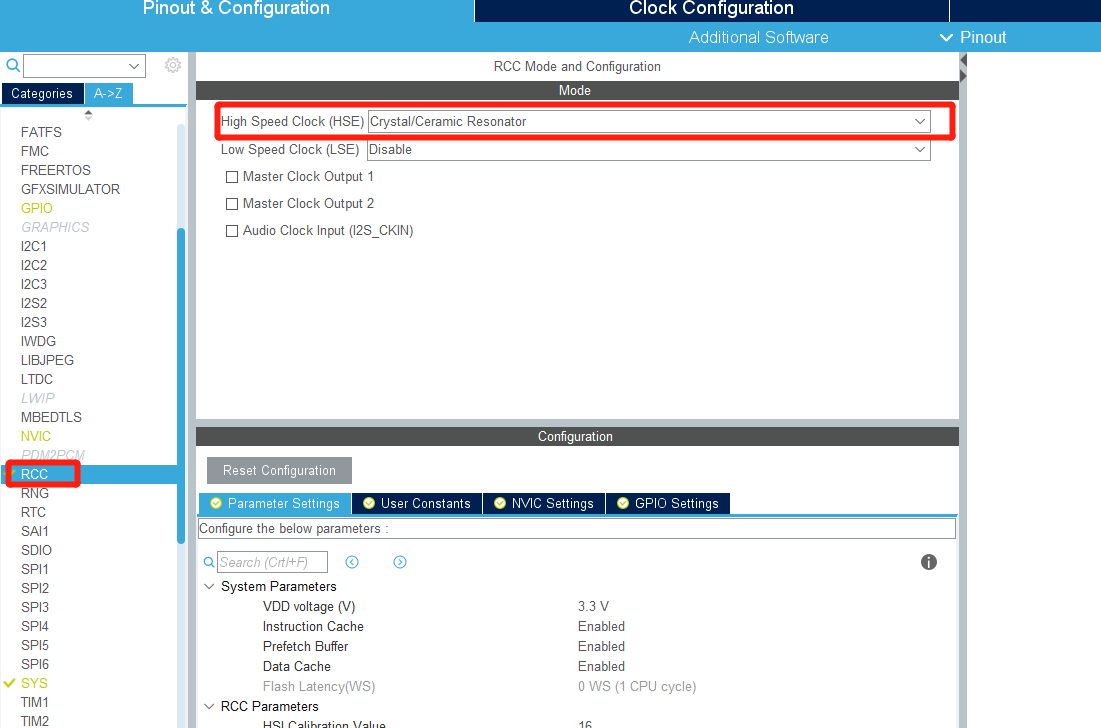 Pinout & Configuration
Clock Configuration
Additional Software
Pinout
Categories
A->Z
FATFS
FMC
FREERTOS
GFXSIMULATOR
GPIO
GRAPHICS
I2C1
I2C2
I2C3
I2S2
I2S3
IWDG
LIBJPEG
LTDC
LWIP
MBEDTLS
NVIC
PDM2PCM
RCC
RNG
RTC
SAI1
SDIO
SPI1
SPI2
SPI3
SPI4
SPI5
SPI6
SYS
TIM1
TIM2
RCC Mode and Configuration
Mode
High Speed Clock (HSE) Crystal/Ceramic Resonator
Low Speed Clock (LSE) Disable
Master Clock Output 1
Master Clock Output 2
Audio Clock Input (I2S_CKIN)
Configuration
Reset Configuration
Parameter Settings
User Constants
NVIC Settings
GPIO Settings
Configure the below parameters :
Search (Crtl+F)
System Parameters
VDD voltage (V) 3.3 V
Instruction Cache Enabled
Prefetch Buffer Enabled
Data Cache Enabled
Flash Latency(WS) 0 WS (1 CPU cycle)
RCC Parameters
HSI Calibration Value 16